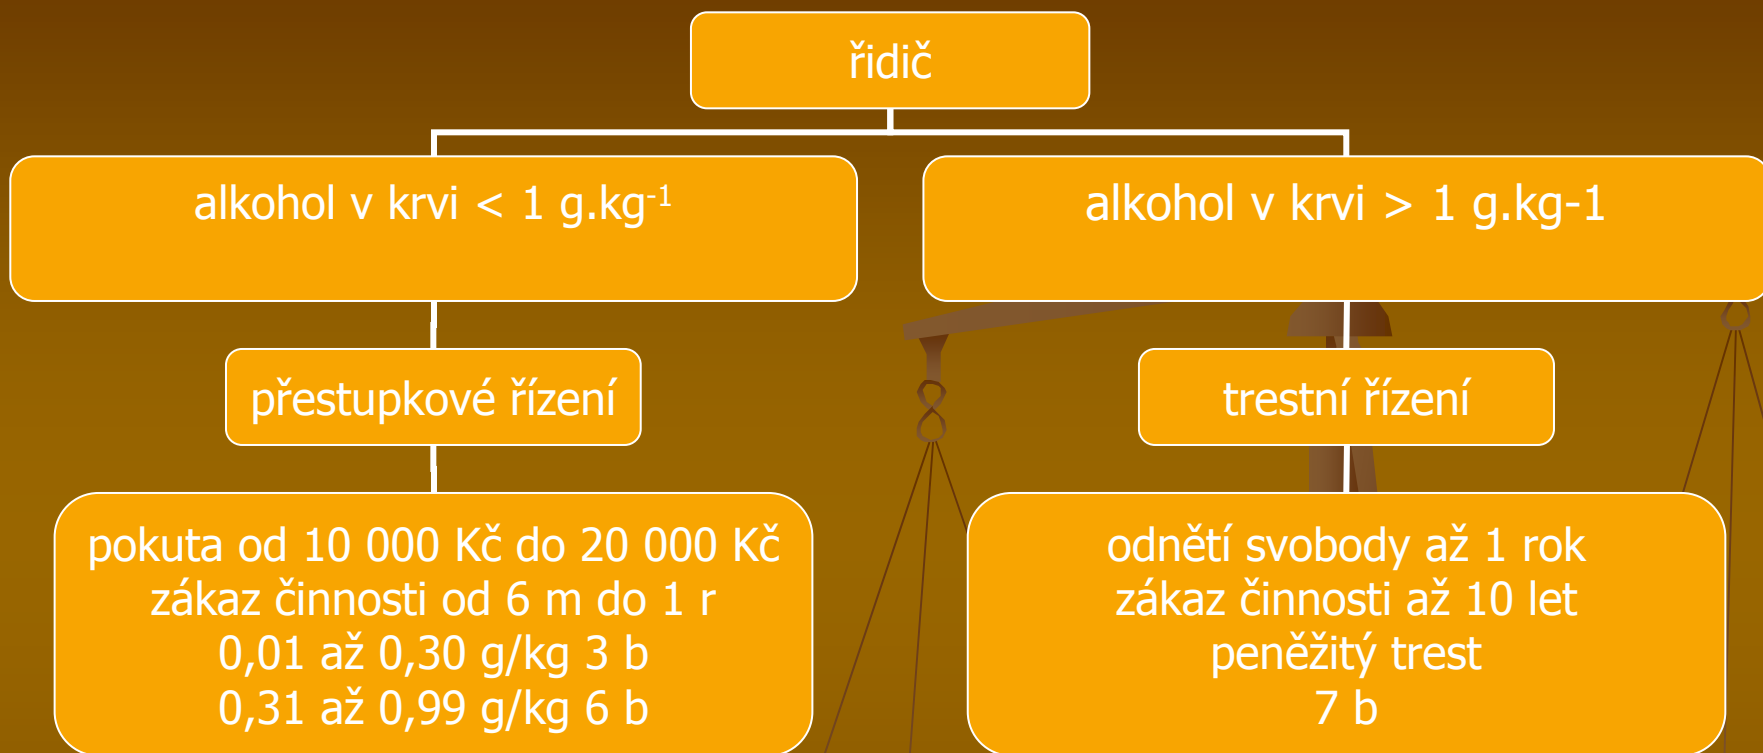 řidič
alkohol v krvi < 1 g.kg⁻¹
alkohol v krvi > 1 g.kg-1
přestupkové řízení
trestní řízení
pokuta od 10 000 Kč do 20 000 Kč
zákaz činnosti od 6 m do 1 r
0,01 až 0,30 g/kg 3 b
0,31 až 0,99 g/kg 6 b
odnětí svobody až 1 rok
zákaz činnosti až 10 let
peněžitý trest
7 b